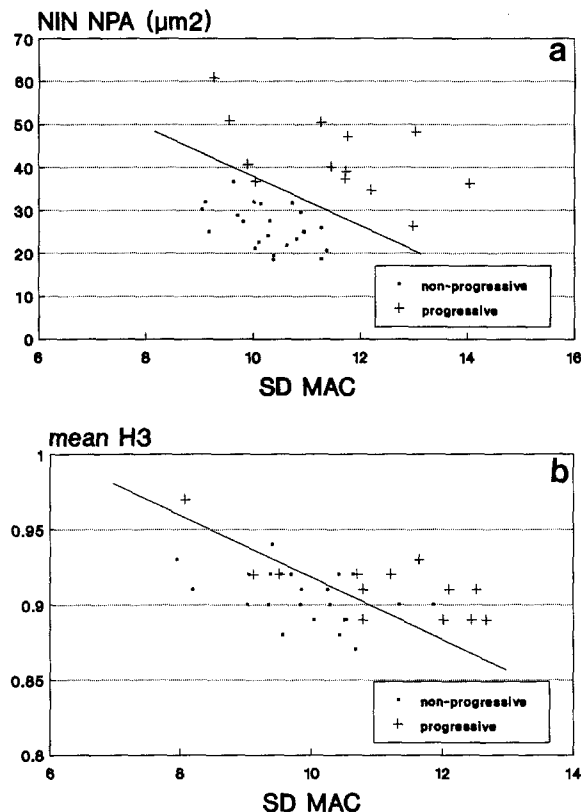 NIN NPA (µm2)
a
70
60
50
40
30
20
10
0
non-progressive
progressive
6 8 10 12 14 16
SD MAC
mean H3
b
1
0.95
0.9
0.85
0.8
non-progressive
progressive
6 8 10 12 14
SD MAC